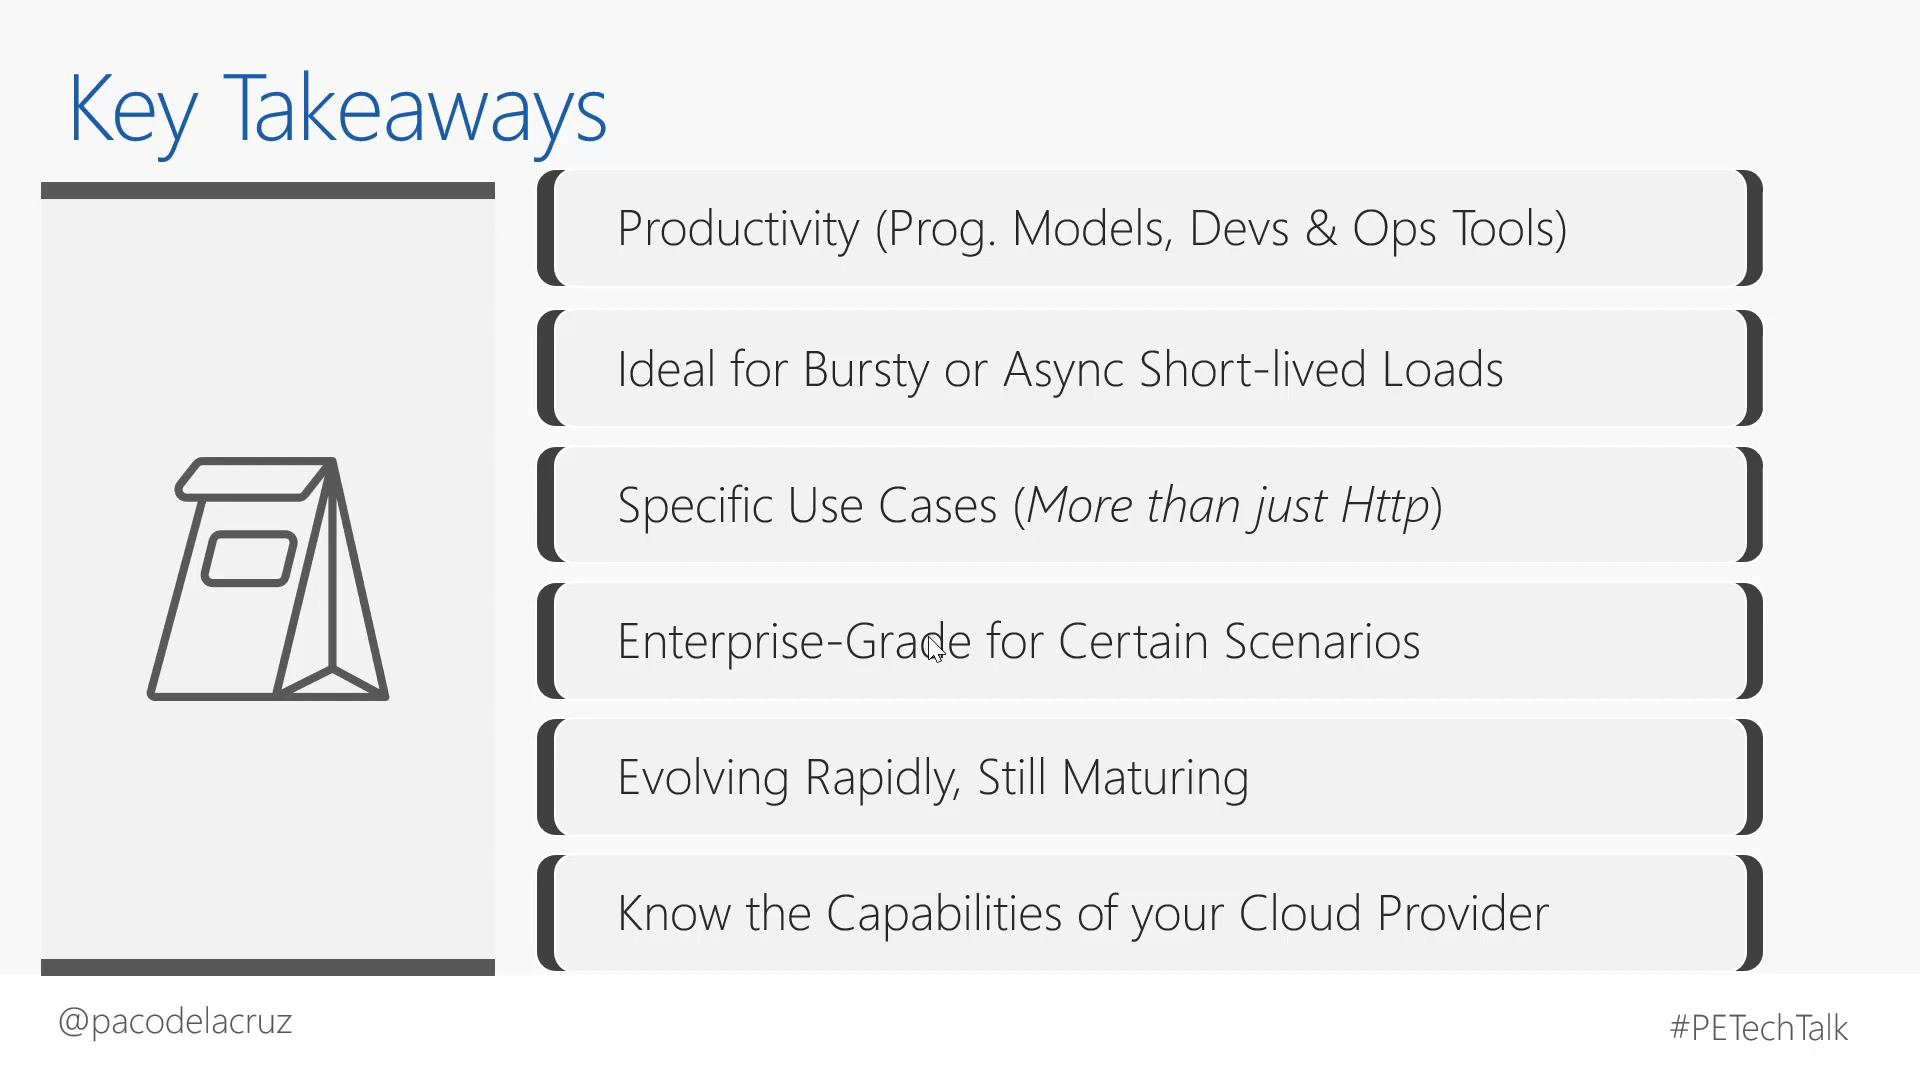 Key Takeaways
Productivity (Prog. Models, Devs & Ops Tools)
Ideal for Bursty or Async Short-lived Loads
Specific Use Cases (More than just Http)
Enterprise-Grade for Certain Scenarios
Evolving Rapidly, Still Maturing
Know the Capabilities of your Cloud Provider
@pacodelacruz
#PETechTalk